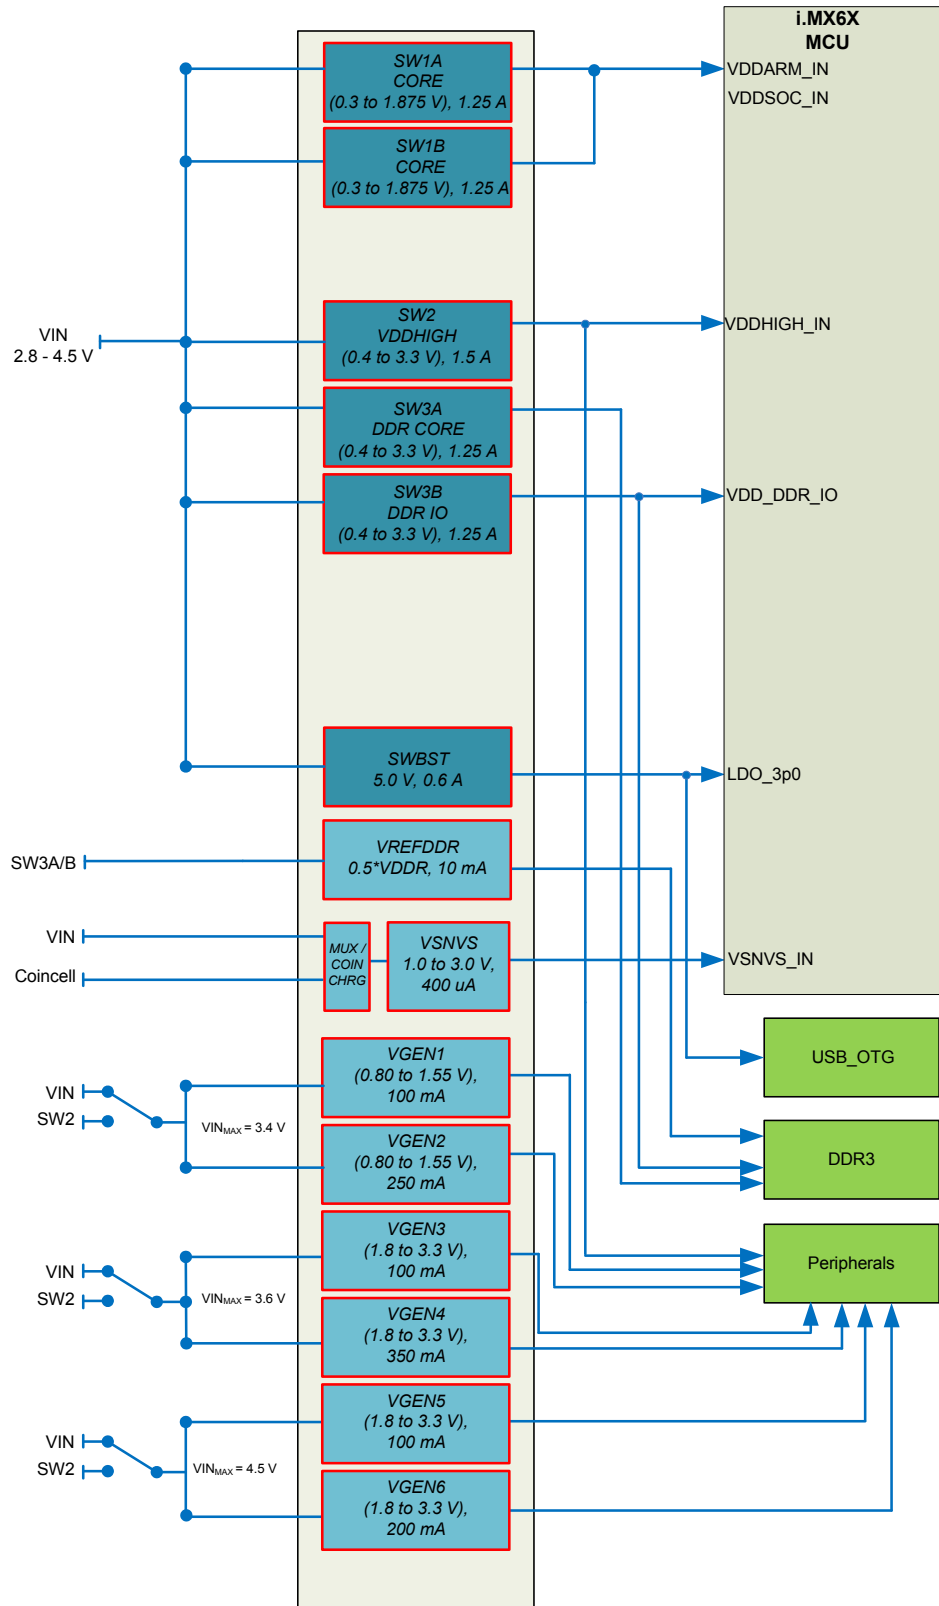 i.MX6X
MCU
SW1A
CORE
(0.3 to 1.875 V), 1.25 A
VDDARM_IN
VDDSOC_IN
SW1B
CORE
(0.3 to 1.875 V), 1.25 A
VIN
2.8 - 4.5 V
SW2
VDDHIGH
(0.4 to 3.3 V), 1.5 A
VDDHIGH_IN
SW3A
DDR CORE
(0.4 to 3.3 V), 1.25 A
SW3B
DDR IO
(0.4 to 3.3 V), 1.25 A
VDD_DDR_IO
SWBST
5.0 V, 0.6 A
LDO_3p0
SW3A/B
VREFDDR
0.5*VDDR, 10 mA
VIN
Coincell
MUX /
COIN
CHRG
VSNVS
1.0 to 3.0 V,
400 uA
VSNVS_IN
USB_OTG
VIN
SW2
VINMAX = 3.4 V
VGEN1
(0.80 to 1.55 V),
100 mA
VGEN2
(0.80 to 1.55 V),
250 mA
DDR3
VIN
SW2
VINMAX = 3.6 V
VGEN3
(1.8 to 3.3 V),
100 mA
VGEN4
(1.8 to 3.3 V),
350 mA
Peripherals
VIN
SW2
VINMAX = 4.5 V
VGEN5
(1.8 to 3.3 V),
100 mA
VGEN6
(1.8 to 3.3 V),
200 mA